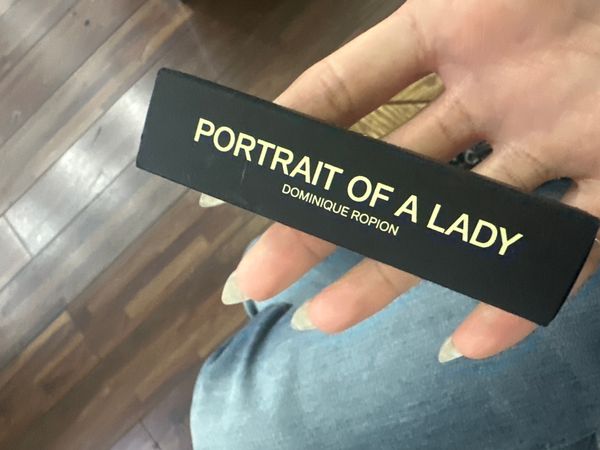 PORTRAIT OF A LADY
DOMINIQUE ROPION